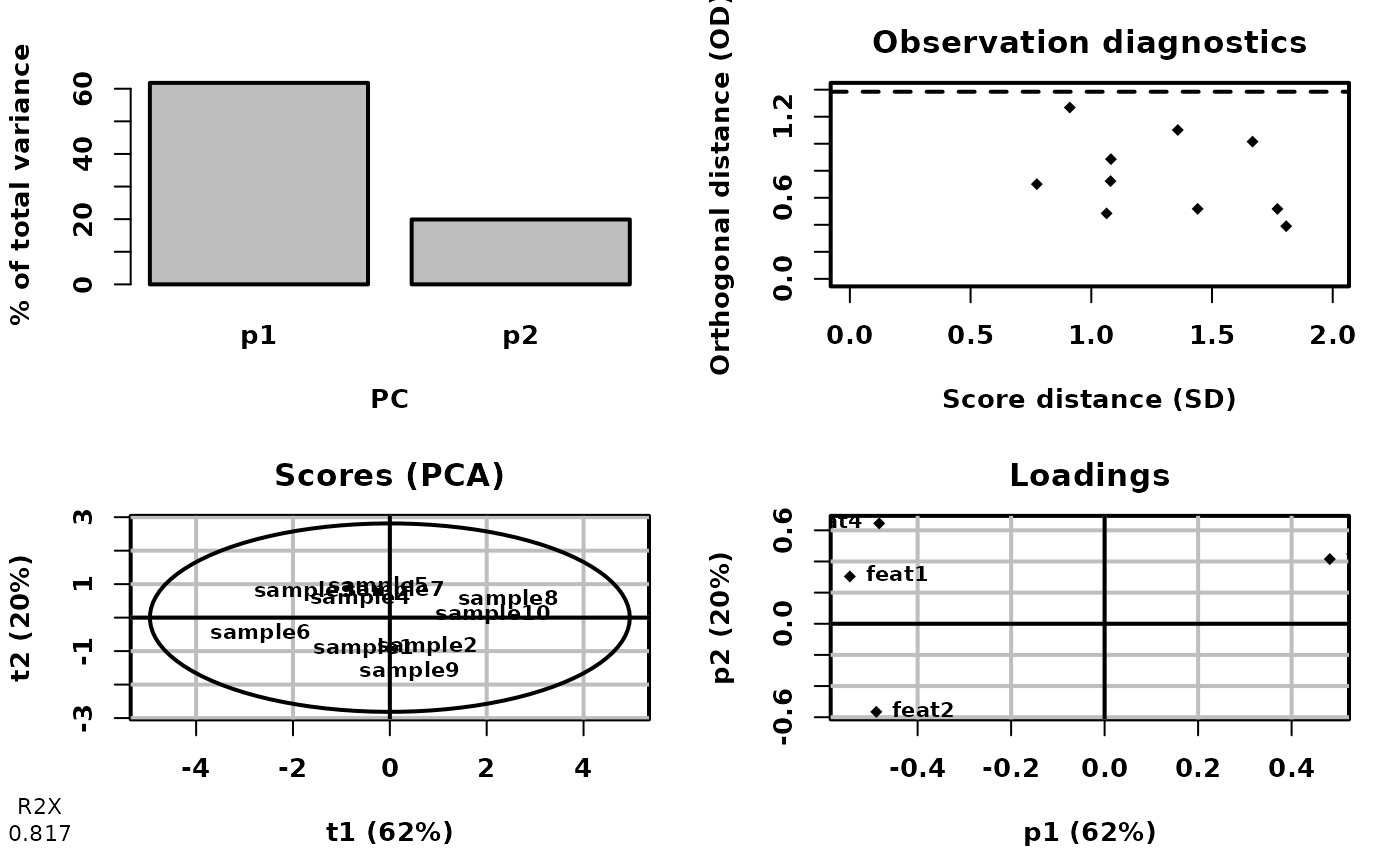 % of total variance
60
40
20
0
p1
p2
PC
Observation diagnostics
Orthogonal distance (OD)
1.2
0.6
0.0
0.0
0.5
1.0
1.5
2.0
Score distance (SD)
Scores (PCA)
t2 (20%)
3
1
-1
-3
sample5
sample4
sample8
sample10
sample6
sample1
sample2
sample9
-4
-2
0
2
4
t1 (62%)
R2X
0.817
Loadings
p2 (20%)
0.6
0.0
-0.6
feat1
feat2
-0.4
-0.2
0.0
0.2
0.4
p1 (62%)